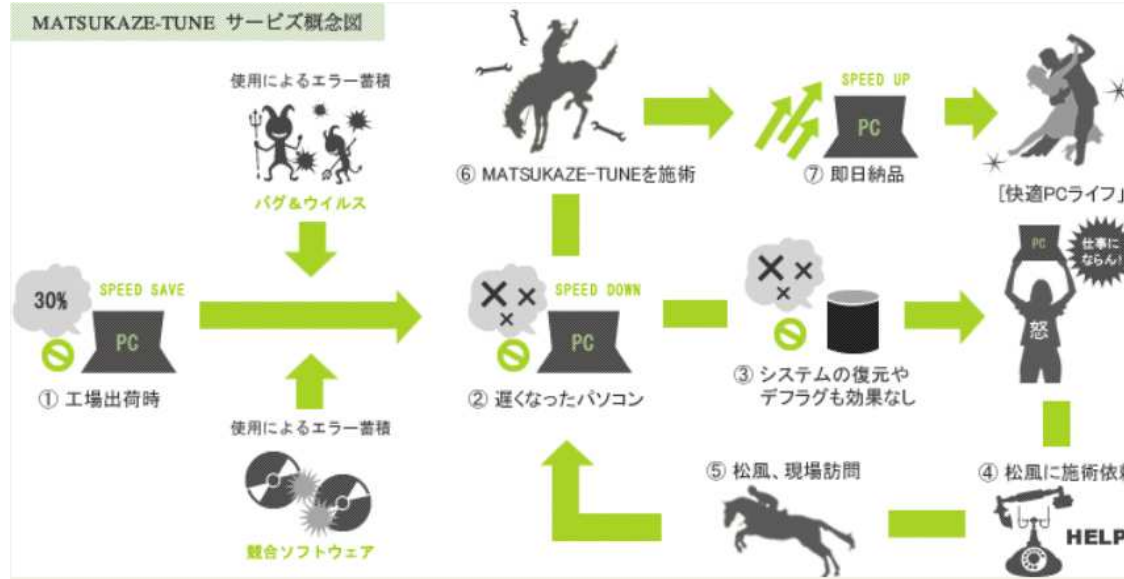 MATSUKAZE-TUNE サービズ概念図
使用によるエラー蓄積
バグ&ウイルス
30%
SPEED SAVE
PC
① 工場出荷時
使用によるエラー蓄積
競合ソフトウェア
SPEED DOWN
PC
② 遅くなったパソコン
③ システムの復元や
デフラグも効果なし
PC
仕事に
ならん!
怒
④ 松風に施術依頼
HELP
⑤ 松風、現場訪問
⑥ MATSUKAZE-TUNEを施術
SPEED UP
PC
⑦ 即日納品
[快適PCライフ」